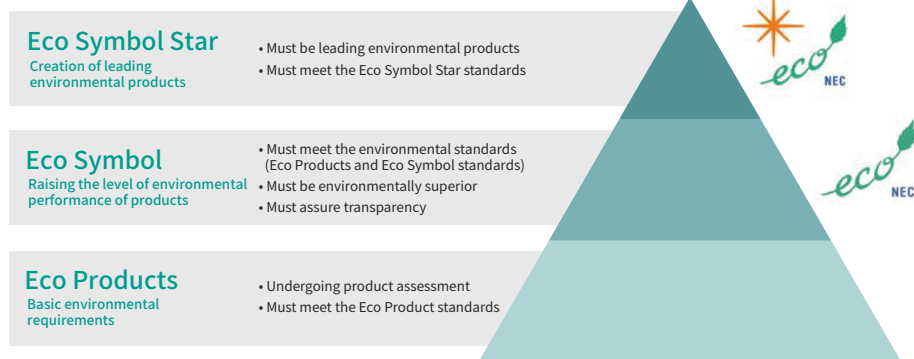 Eco Symbol Star
Creation of leading
environmental products
• Must be leading environmental products
• Must meet the Eco Symbol Star standards
eco
NEC
Eco Symbol
Raising the level of environmental
performance of products
• Must meet the environmental standards
(Eco Products and Eco Symbol standards)
• Must be environmentally superior
• Must assure transparency
eco
NEC
Eco Products
Basic environmental
requirements
• Undergoing product assessment
• Must meet the Eco Product standards